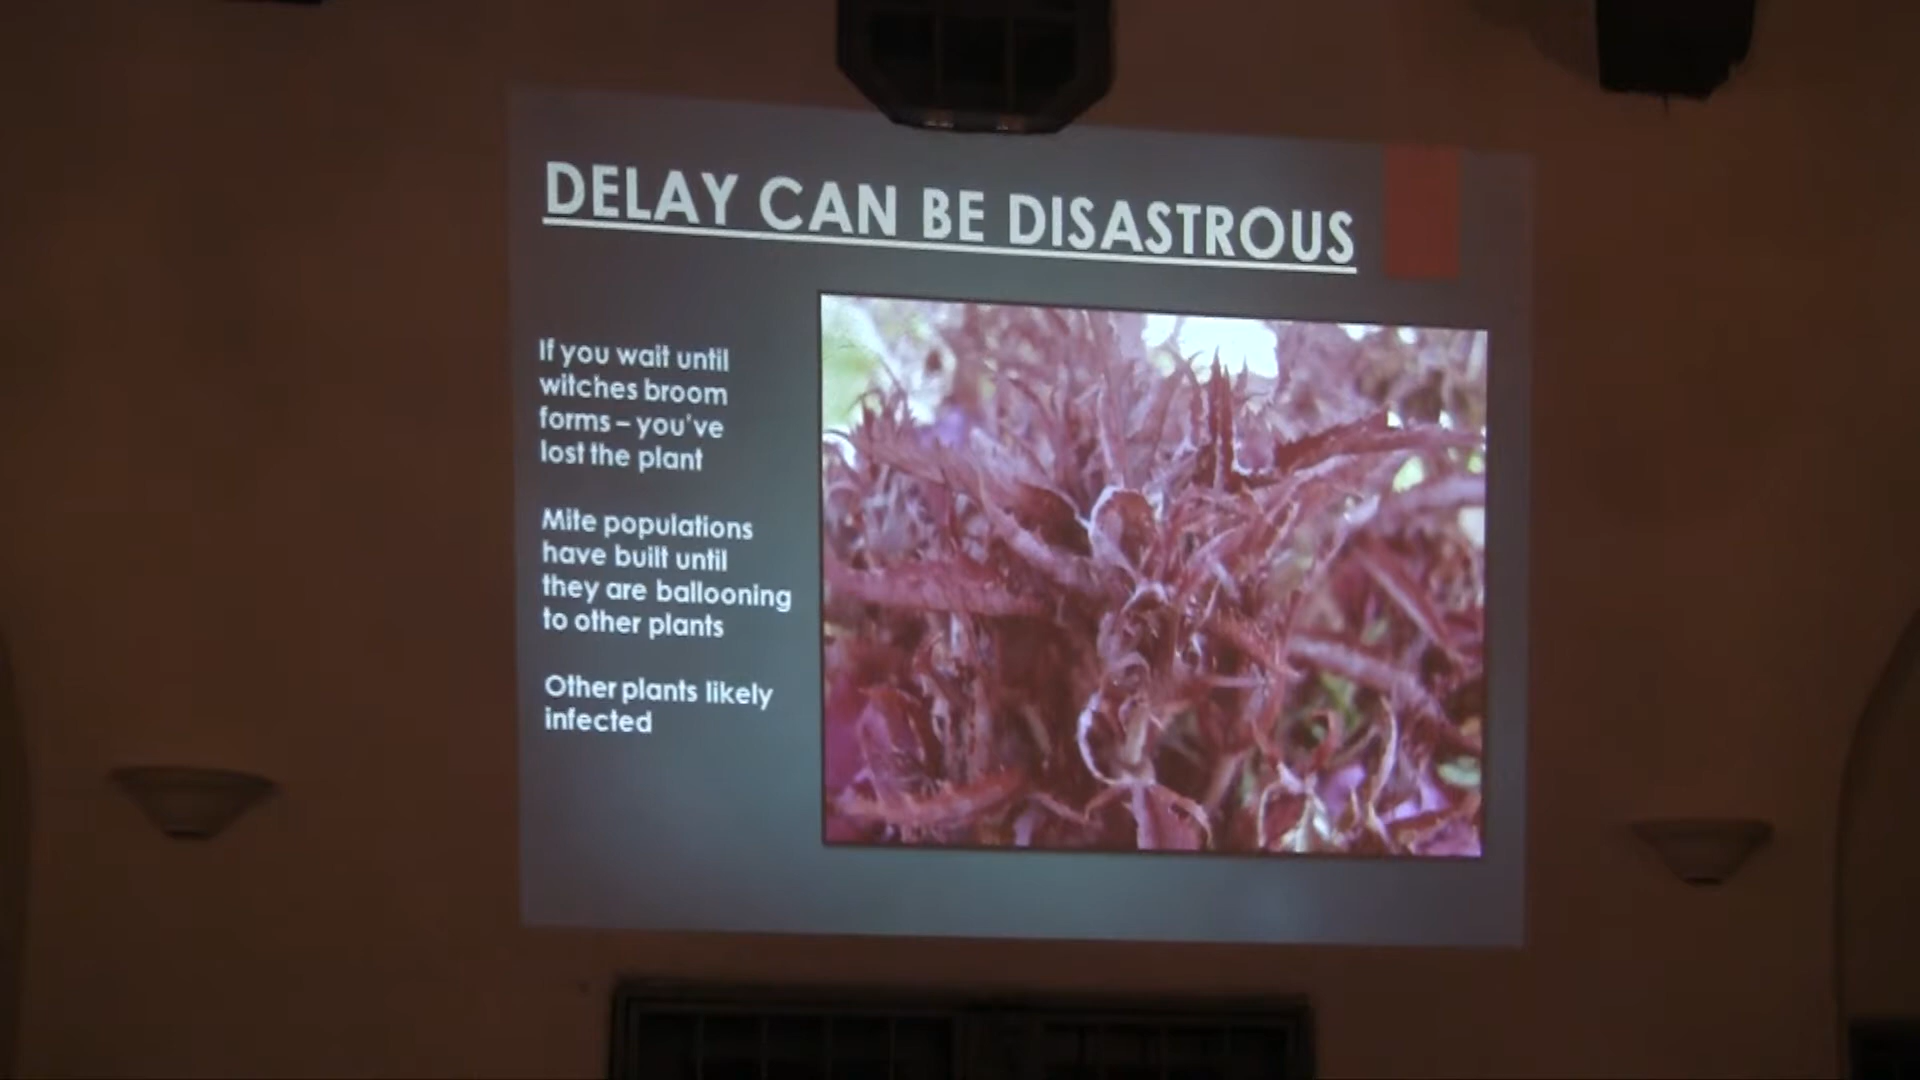 DELAY CAN BE DISASTROUS
If you wait until
witches broom
forms – you've
lost the plant
Mite populations
have built until
they are ballooning
to other plants
Other plants likely
infected